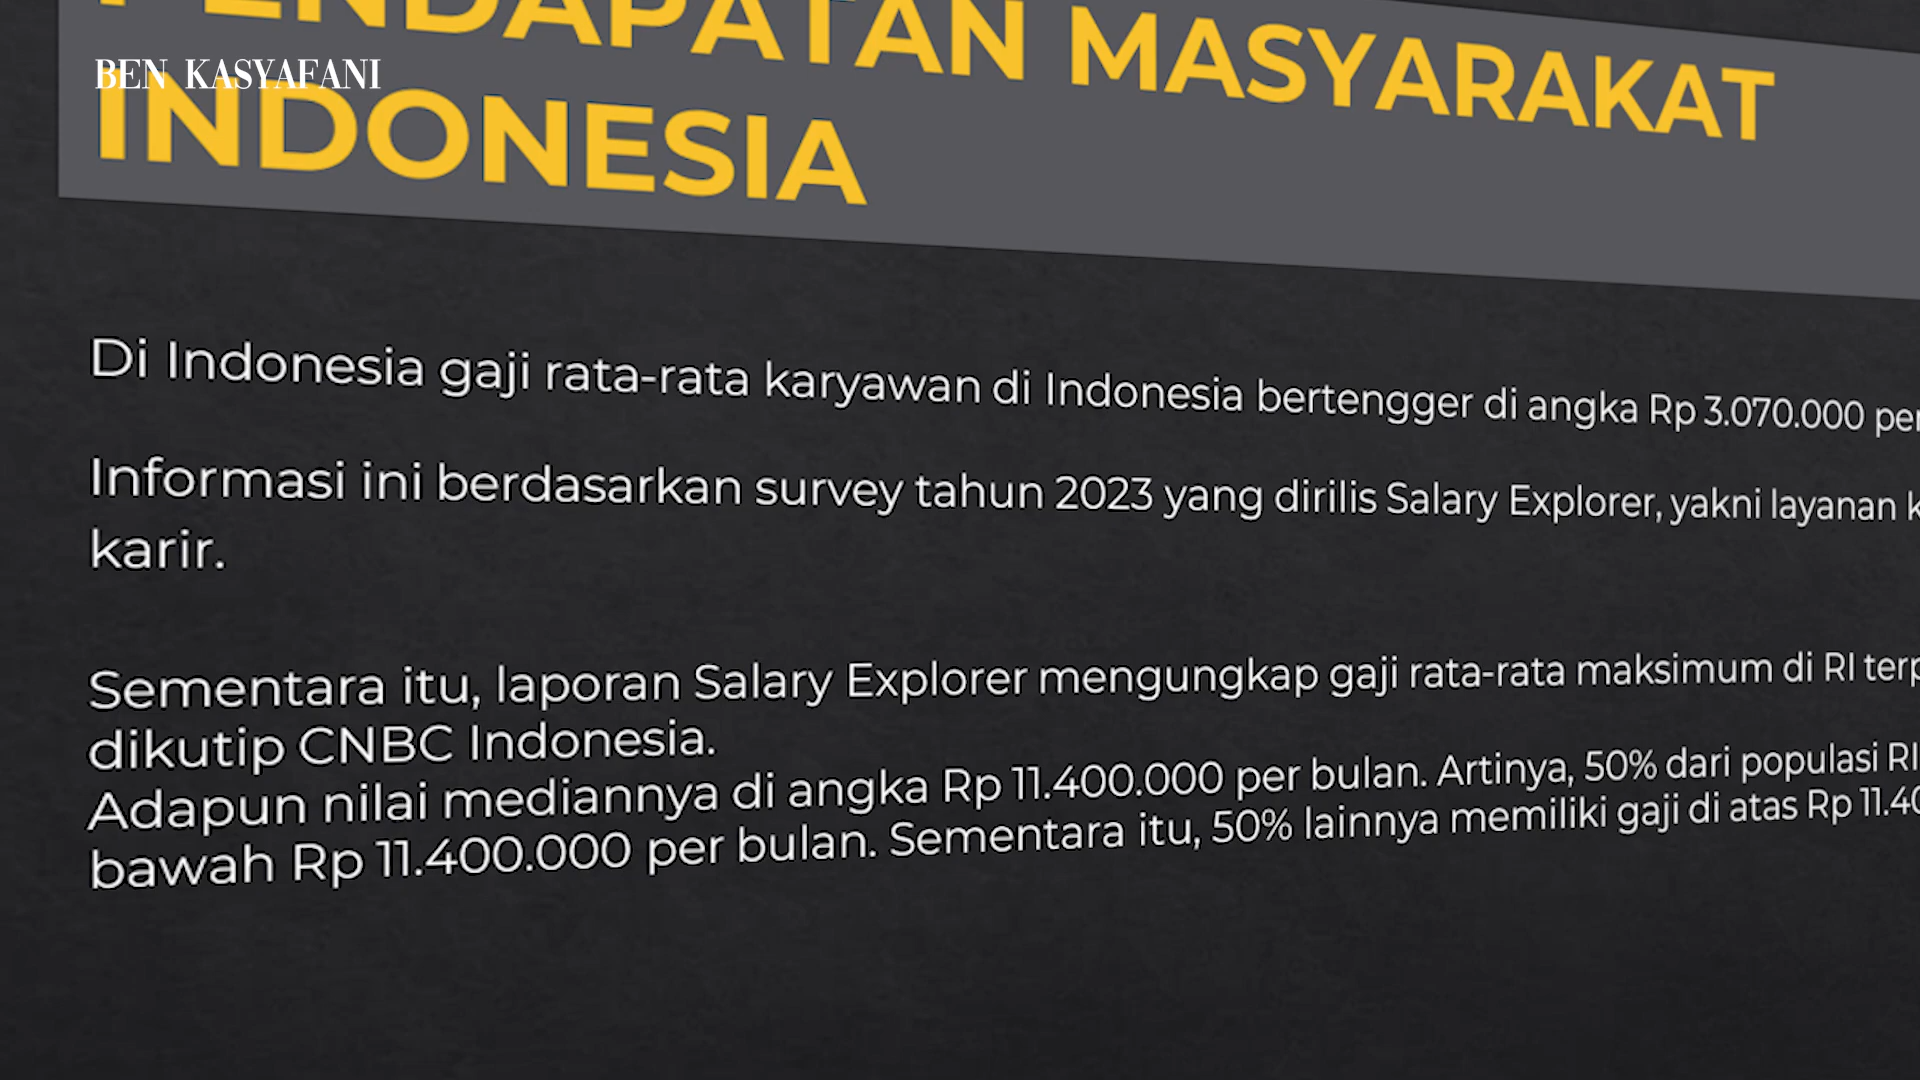 PENDAPATAN MASYARAKAT
BEN KASYAFANI
INDONESIA
Di Indonesia gaji rata-rata karyawan di Indonesia bertengger di angka Rp 3.070.000 per
Informasi ini berdasarkan survey tahun 2023 yang dirilis Salary Explorer, yakni layanan
karir.
Sementara itu, laporan Salary Explorer mengungkap gaji rata-rata maksimum di RI
dikutip CNBC Indonesia.
Adapun nilai mediannya di angka Rp 11.400.000 per bulan. Artinya, 50% dari populasi RI
bawah Rp 11.400.000 per bulan. Sementara itu, 50% lainnya memiliki gaji di atas Rp